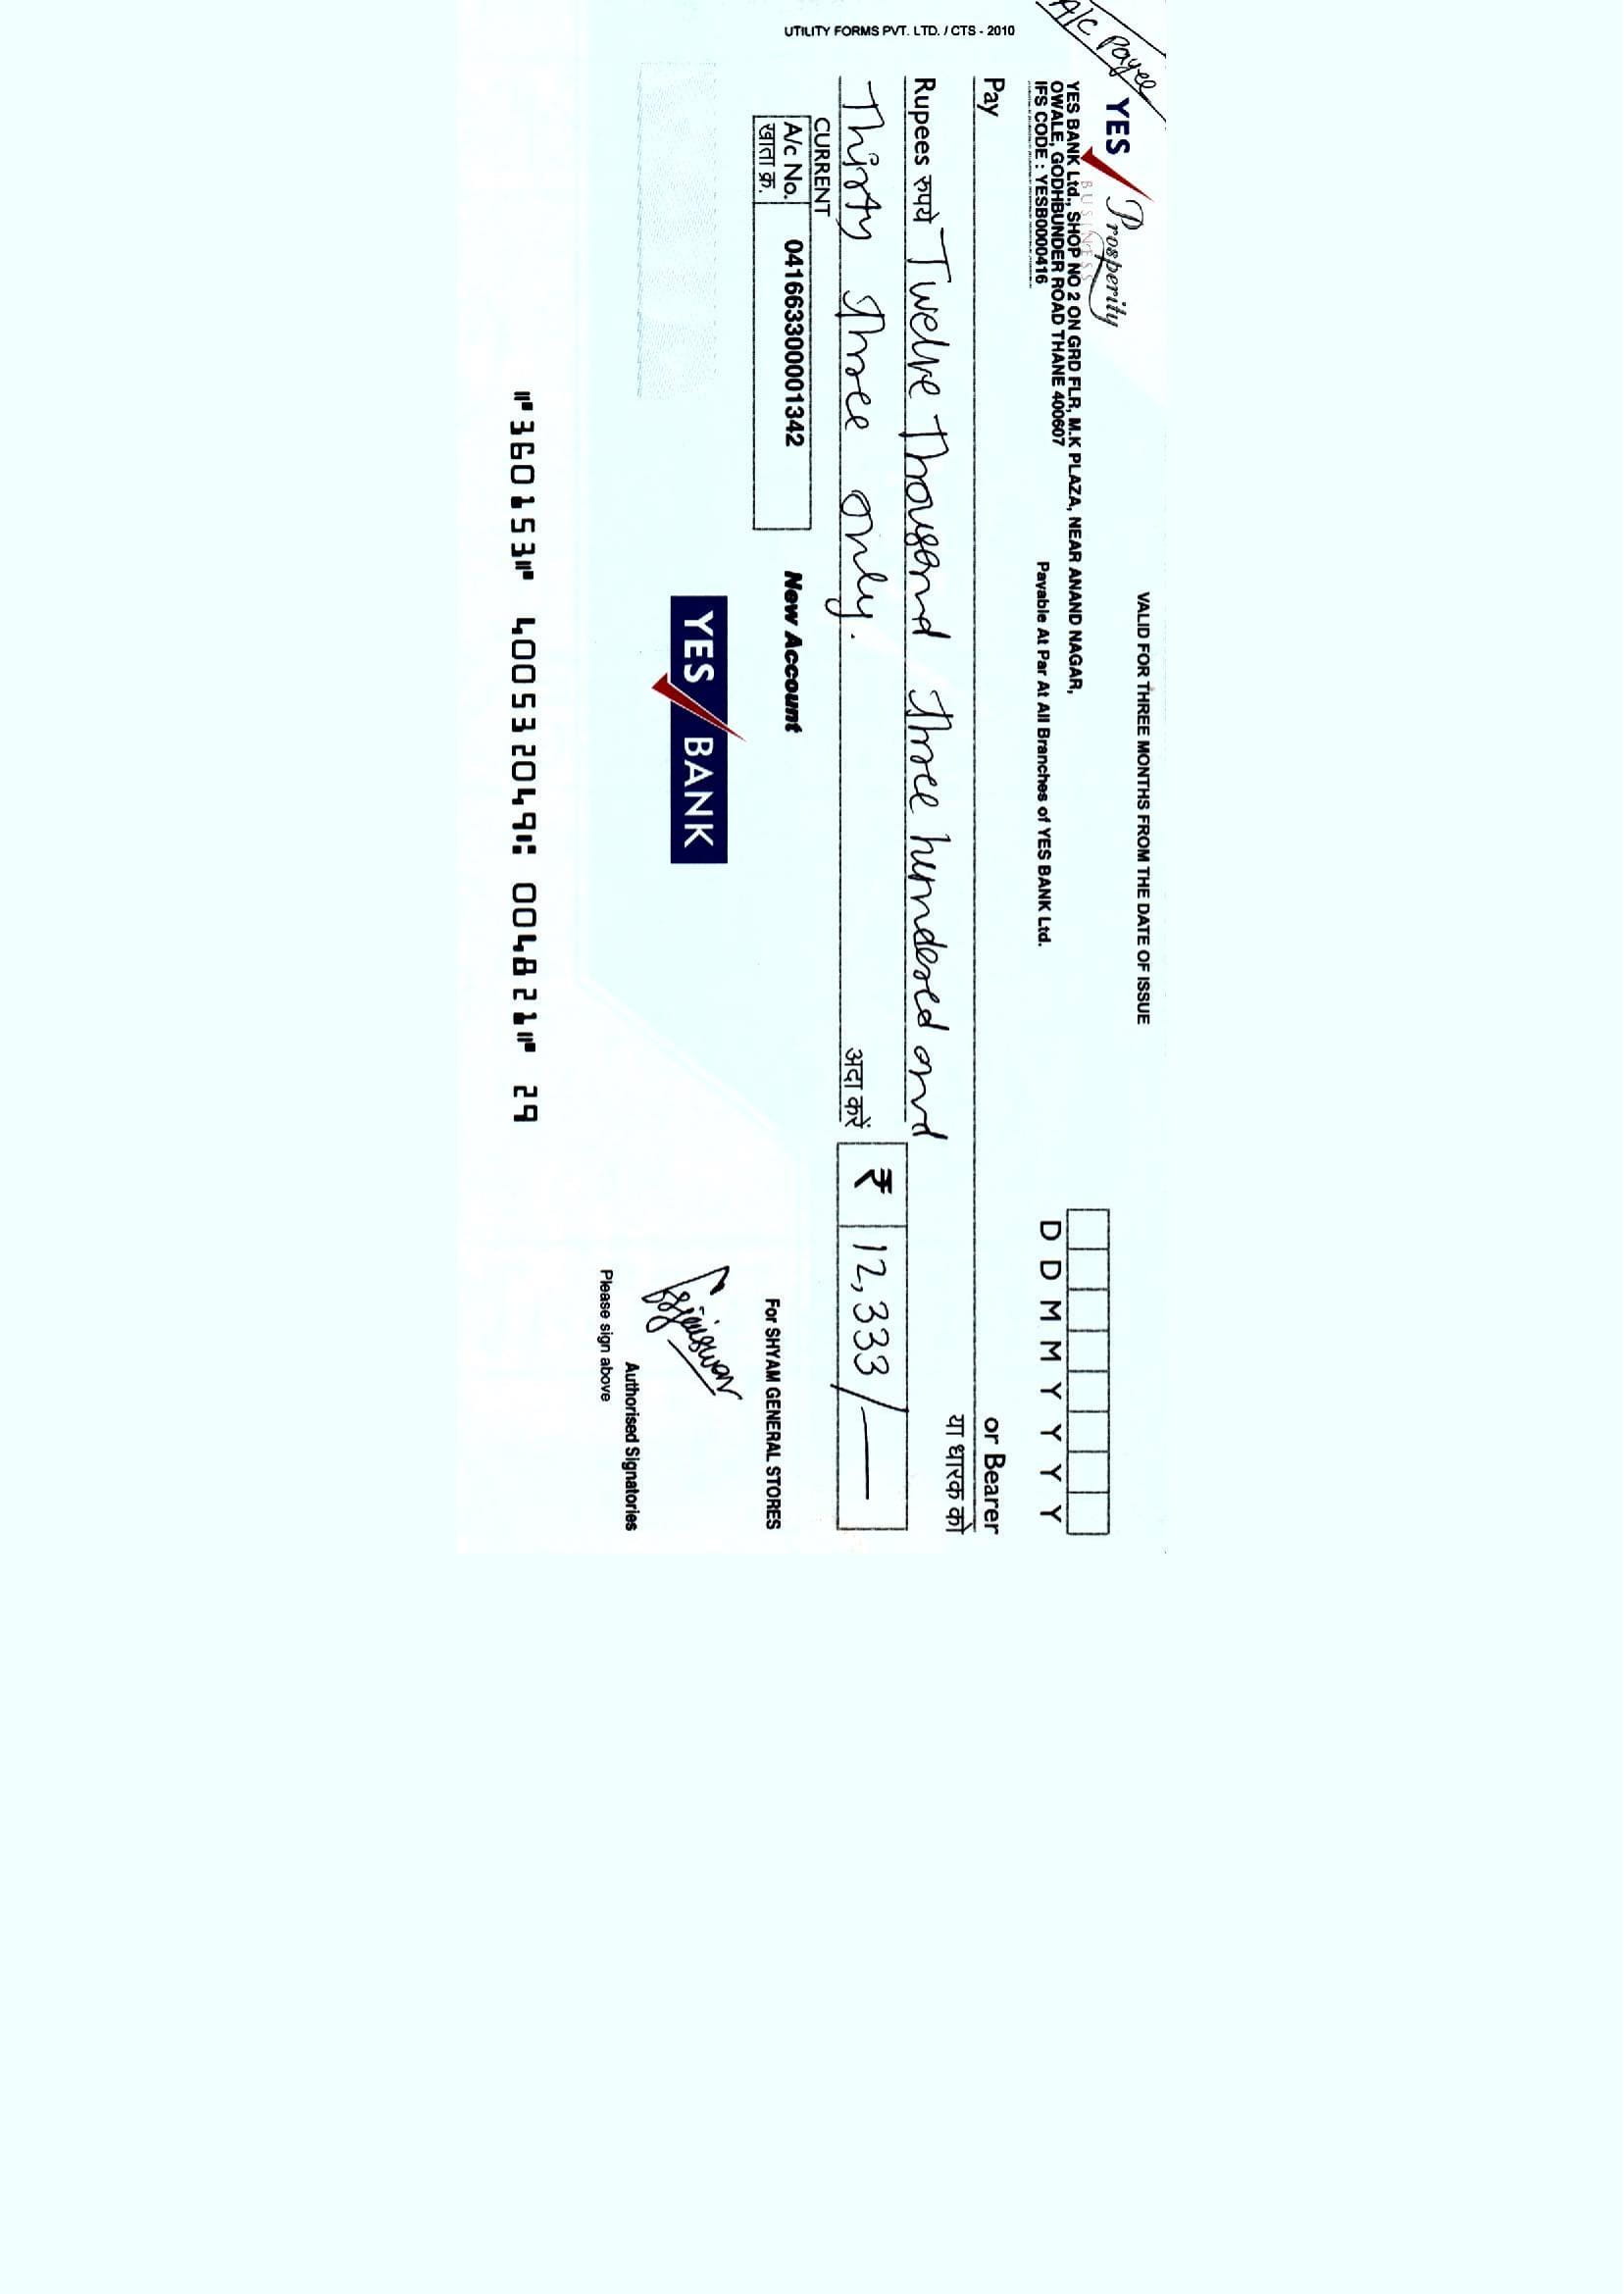 A/C Payee
VALID FOR THREE MONTHS FROM THE DATE OF ISSUE
YES Prosperity
BUSINESS
YES BANK Ltd., SHOP NO 2 ON GRD FLR, M.K PLAZA, NEAR ANAND NAGAR,
OWALE, GODHBUNDER ROAD THANE 400607
IFS CODE : YESB0000416
Payable At Par At All Branches of YES BANK Ltd.
D D M M Y Y Y Y
Pay
or Bearer
या धारक को
Rupees रुपये Twelve Thousand Three hundered and
Thirty Three only.
अदा करें
₹ 12,333/—
CURRENT
A/c No.
खाता क्र.
041663300001342
New Account
For SHYAM GENERAL STORES
YES BANK
Authorised Signatories
Please sign above
UTILITY FORMS PVT. LTD. / CTS - 2010
⑈360153⑈ 400532049⑆ 004821⑈ 29